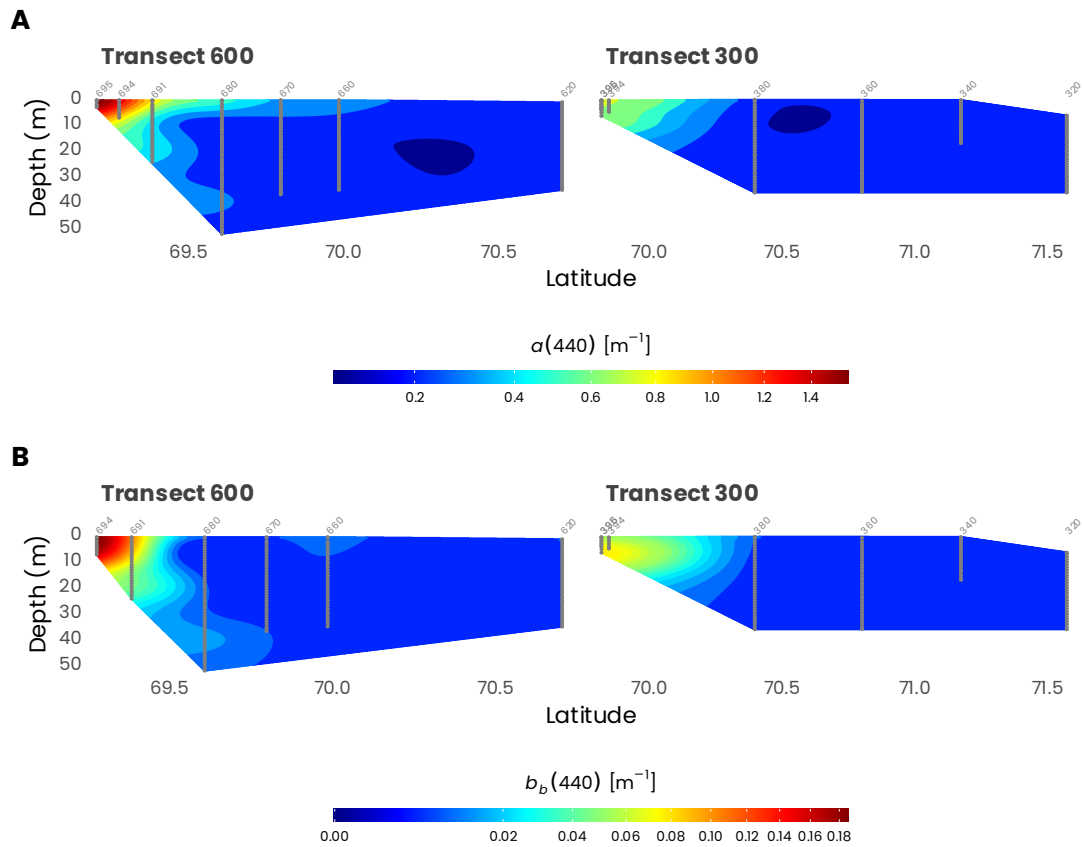 A
Transect 600 Transect 300
695 694 691 680 670 660 620 395 394 380 360 340 320
0
10
20
30
40
50
Depth (m)
69.5 70.0 70.5 70.0 70.5 71.0 71.5
Latitude
a(440) [m⁻¹]
0.2 0.4 0.6 0.8 1.0 1.2 1.4
B
Transect 600 Transect 300
694 691 680 670 660 620 394 380 360 340 320
0
10
20
30
40
50
Depth (m)
69.5 70.0 70.5 70.0 70.5 71.0 71.5
Latitude
b_b(440) [m⁻¹]
0.00 0.02 0.04 0.06 0.08 0.10 0.12 0.14 0.16 0.18